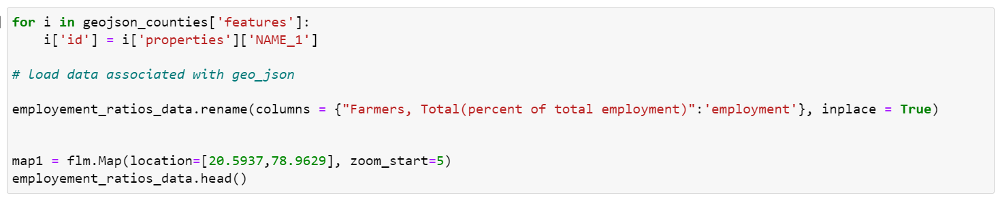 for i in geojson_counties['features']:
    i['id'] = i['properties']['NAME_1']
# load data associated with geo_json
employement_ratios_data.rename(columns = {"Farmers, Total(percent of total employment)":'employment'}, inplace = True)
map1 = flm.Map(location=[20.5937,78.9629], zoom_start=5)
employement_ratios_data.head()